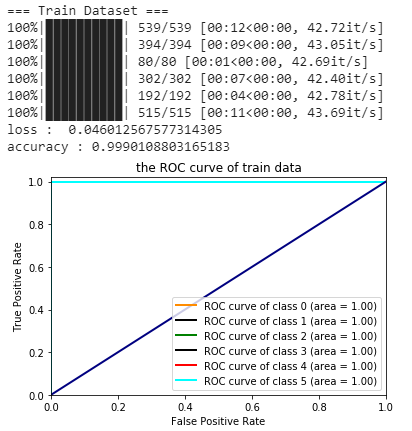 === Train Dataset ===
100%|██████████| 539/539 [00:12<00:00, 42.72it/s]
100%|██████████| 394/394 [00:09<00:00, 43.05it/s]
100%|██████████| 80/80 [00:01<00:00, 42.69it/s]
100%|██████████| 302/302 [00:07<00:00, 42.40it/s]
100%|██████████| 192/192 [00:04<00:00, 42.78it/s]
100%|██████████| 515/515 [00:11<00:00, 43.69it/s]
loss :  0.046012567577314305
accuracy : 0.9990108803165183
the ROC curve of train data
True Positive Rate
1.0
0.8
0.6
0.4
0.2
0.0
ROC curve of class 0 (area = 1.00)
ROC curve of class 1 (area = 1.00)
ROC curve of class 2 (area = 1.00)
ROC curve of class 3 (area = 1.00)
ROC curve of class 4 (area = 1.00)
ROC curve of class 5 (area = 1.00)
0.0 0.2 0.4 0.6 0.8 1.0
False Positive Rate